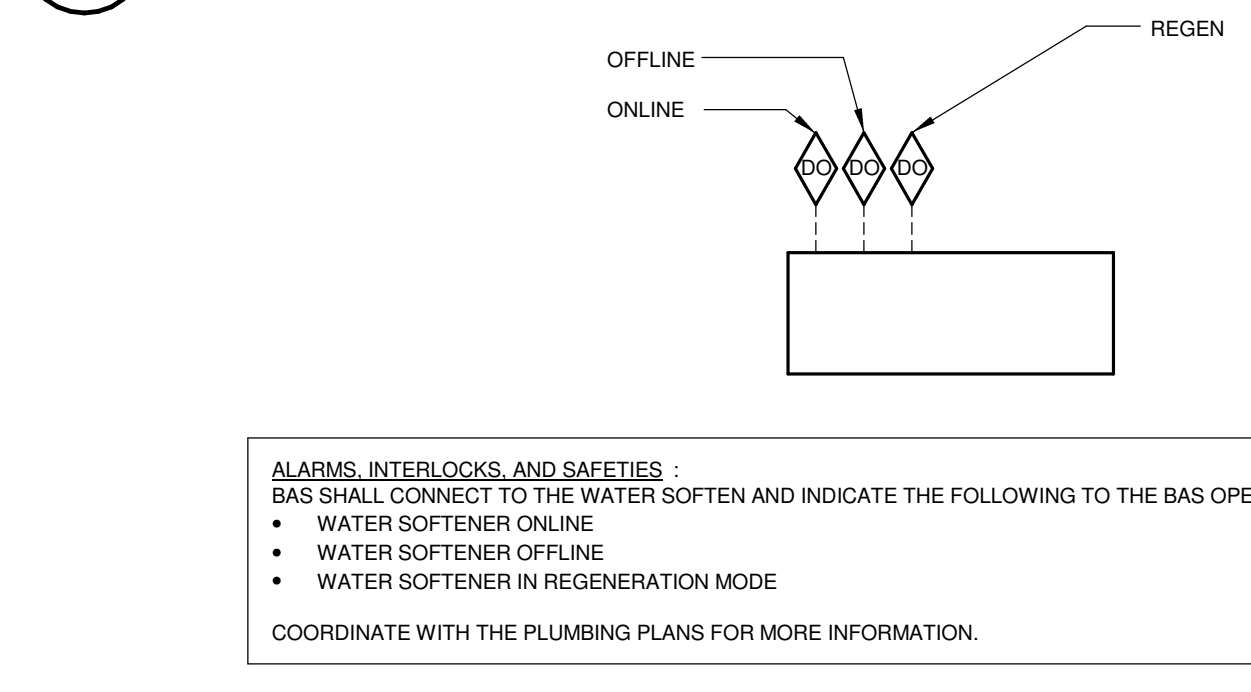 REGEN
OFFLINE
ONLINE
DO DO DO
ALARMS, INTERLOCKS, AND SAFETIES :
BAS SHALL CONNECT TO THE WATER SOFTEN AND INDICATE THE FOLLOWING TO THE BAS OPE
• WATER SOFTENER ONLINE
• WATER SOFTENER OFFLINE
• WATER SOFTENER IN REGENERATION MODE
COORDINATE WITH THE PLUMBING PLANS FOR MORE INFORMATION.